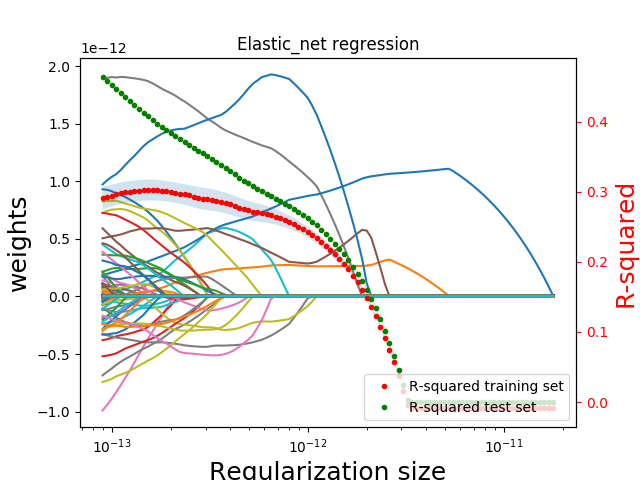 Elastic_net regression
1e−12
2.0
1.5
1.0
0.5
0.0
−0.5
−1.0
weights
0.4
0.3
0.2
0.1
0.0
R-squared
R-squared training set
R-squared test set
10−13 10−12 10−11
Regularization size